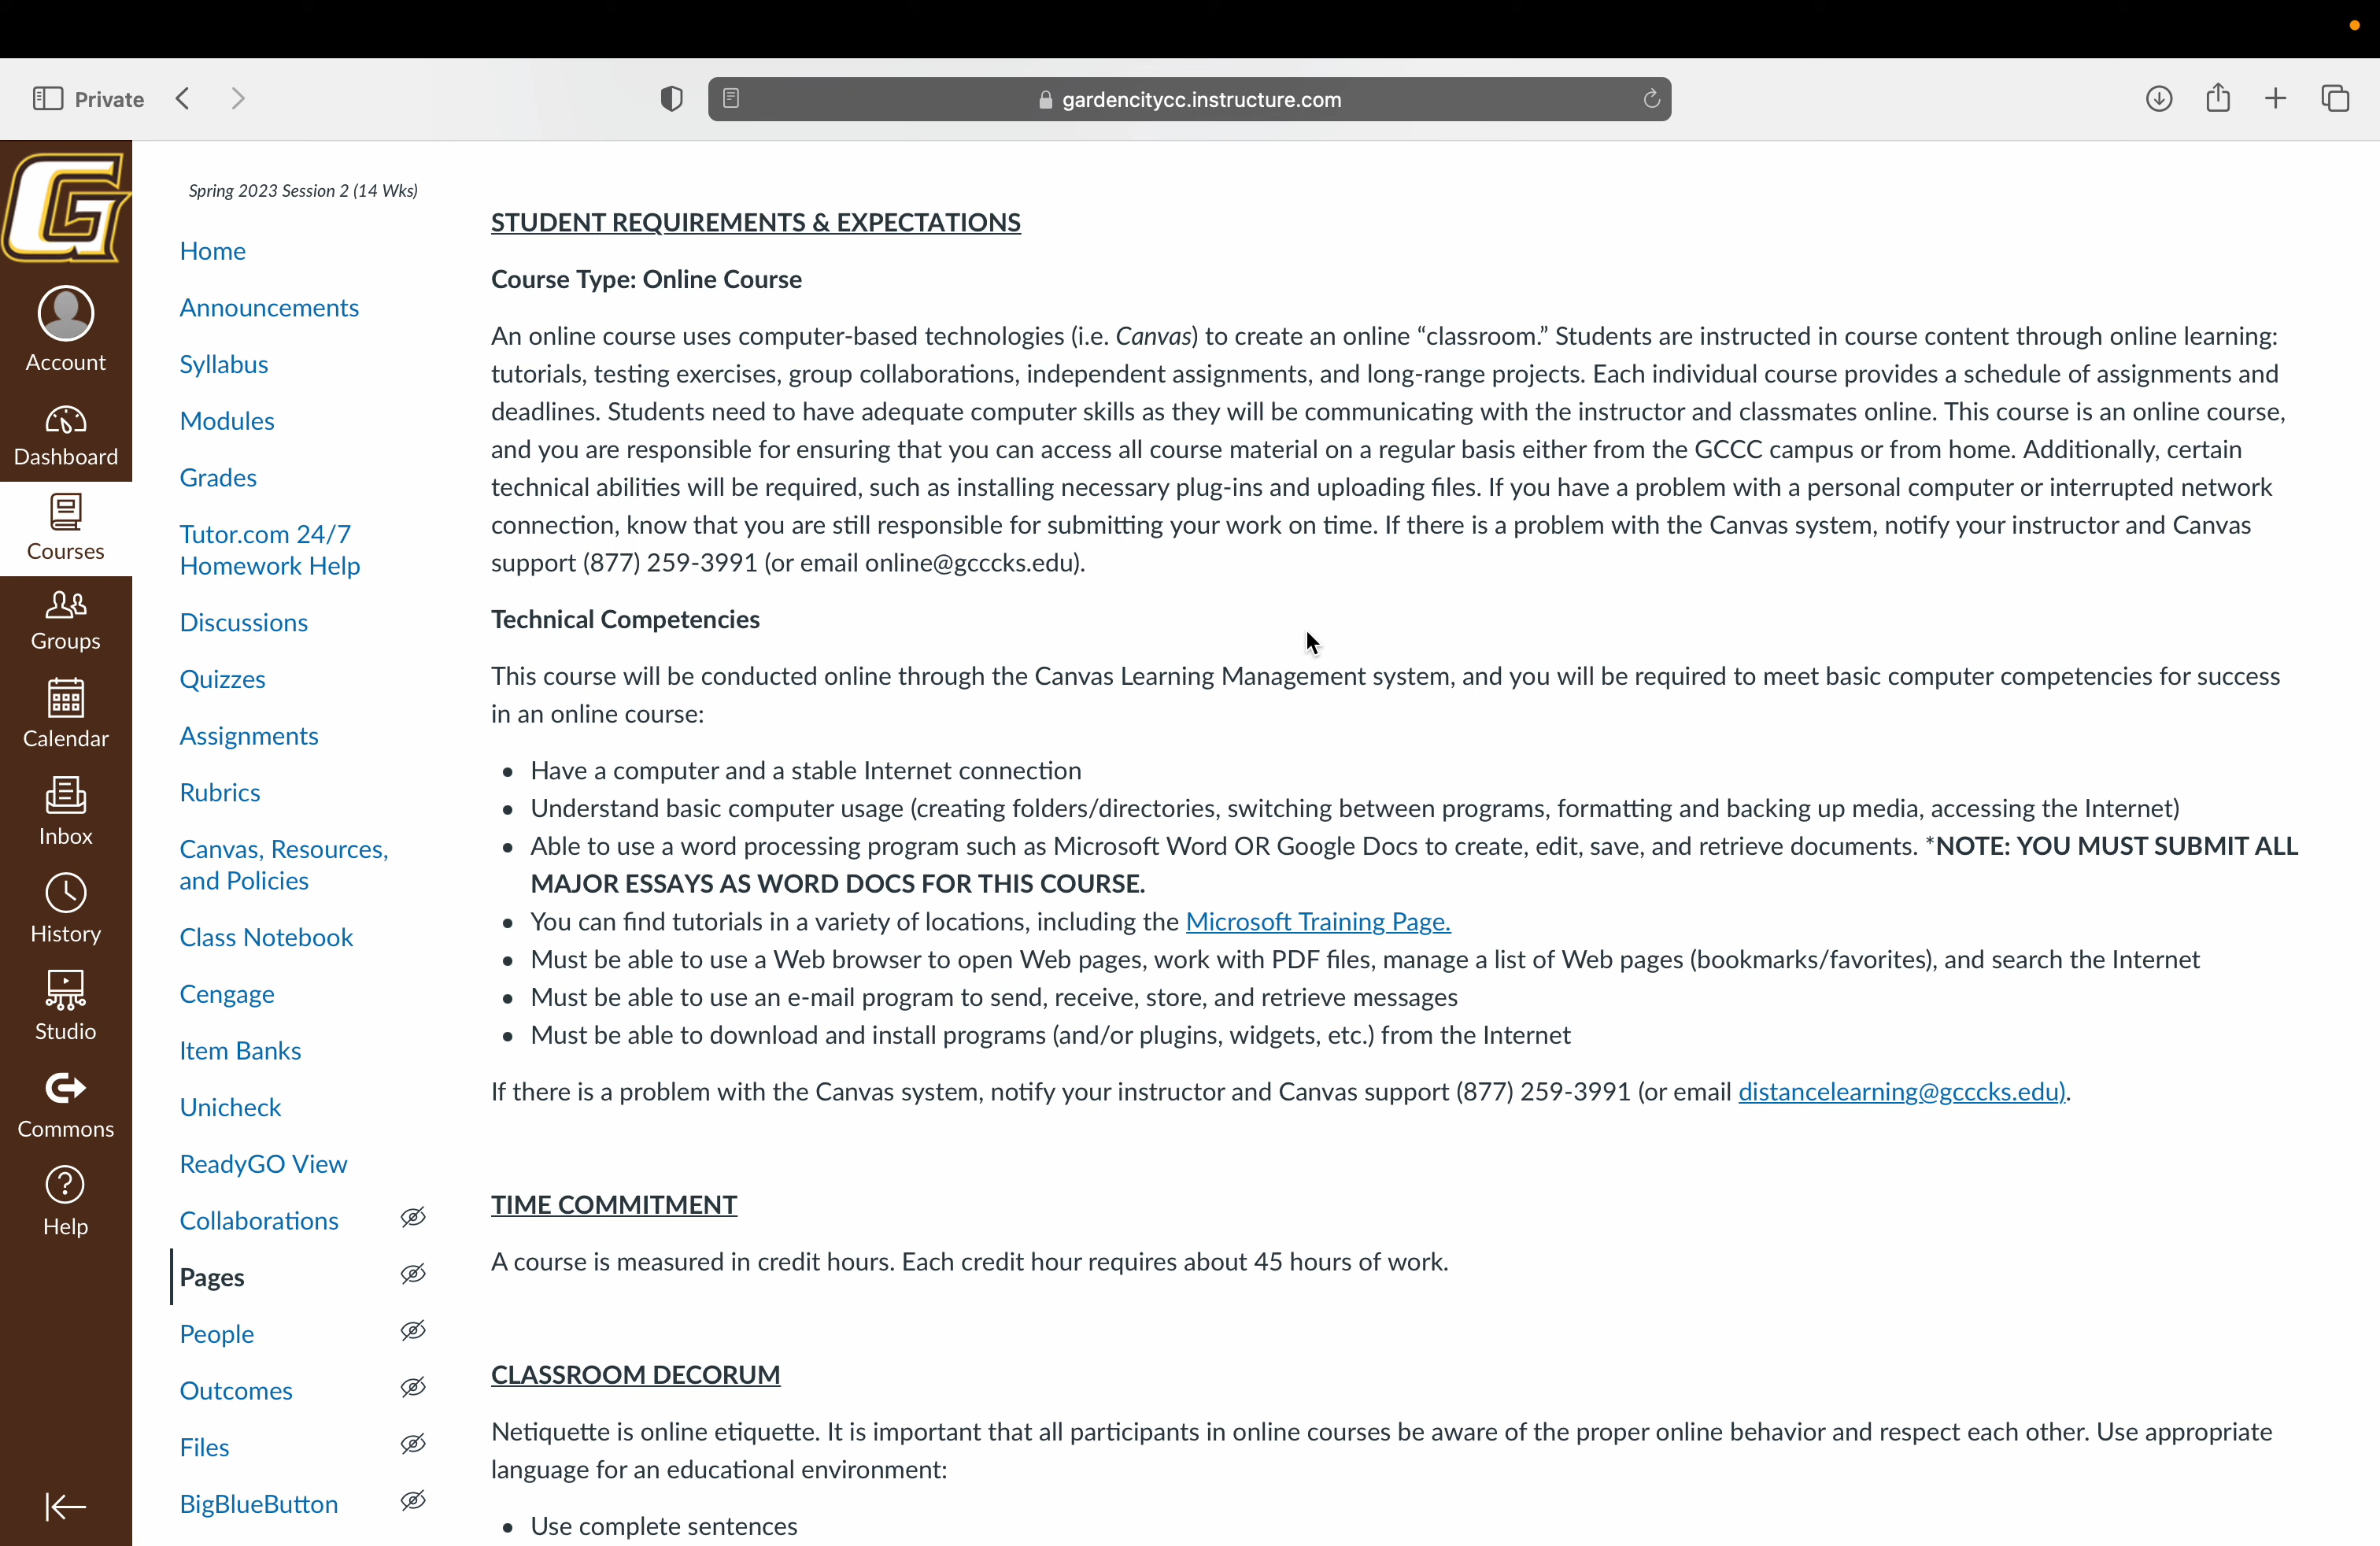 Private
gardencitycc.instructure.com
G
Account
Dashboard
Courses
Groups
Calendar
Inbox
History
Studio
Commons
Help
Spring 2023 Session 2 (14 Wks)
Home
Announcements
Syllabus
Modules
Grades
Tutor.com 24/7
Homework Help
Discussions
Quizzes
Assignments
Rubrics
Canvas, Resources,
and Policies
Class Notebook
Cengage
Item Banks
Unicheck
ReadyGO View
Collaborations
Pages
People
Outcomes
Files
BigBlueButton
STUDENT REQUIREMENTS & EXPECTATIONS
Course Type: Online Course
An online course uses computer-based technologies (i.e. Canvas) to create an online “classroom.” Students are instructed in course content through online learning:
tutorials, testing exercises, group collaborations, independent assignments, and long-range projects. Each individual course provides a schedule of assignments and
deadlines. Students need to have adequate computer skills as they will be communicating with the instructor and classmates online. This course is an online course,
and you are responsible for ensuring that you can access all course material on a regular basis either from the GCCC campus or from home. Additionally, certain
technical abilities will be required, such as installing necessary plug-ins and uploading files. If you have a problem with a personal computer or interrupted network
connection, know that you are still responsible for submitting your work on time. If there is a problem with the Canvas system, notify your instructor and Canvas
support (877) 259-3991 (or email online@gcccks.edu).
Technical Competencies
This course will be conducted online through the Canvas Learning Management system, and you will be required to meet basic computer competencies for success
in an online course:
• Have a computer and a stable Internet connection
• Understand basic computer usage (creating folders/directories, switching between programs, formatting and backing up media, accessing the Internet)
• Able to use a word processing program such as Microsoft Word OR Google Docs to create, edit, save, and retrieve documents. *NOTE: YOU MUST SUBMIT ALL
MAJOR ESSAYS AS WORD DOCS FOR THIS COURSE.
• You can find tutorials in a variety of locations, including the Microsoft Training Page.
• Must be able to use a Web browser to open Web pages, work with PDF files, manage a list of Web pages (bookmarks/favorites), and search the Internet
• Must be able to use an e-mail program to send, receive, store, and retrieve messages
• Must be able to download and install programs (and/or plugins, widgets, etc.) from the Internet
If there is a problem with the Canvas system, notify your instructor and Canvas support (877) 259-3991 (or email distancelearning@gcccks.edu).
TIME COMMITMENT
A course is measured in credit hours. Each credit hour requires about 45 hours of work.
CLASSROOM DECORUM
Netiquette is online etiquette. It is important that all participants in online courses be aware of the proper online behavior and respect each other. Use appropriate
language for an educational environment:
• Use complete sentences